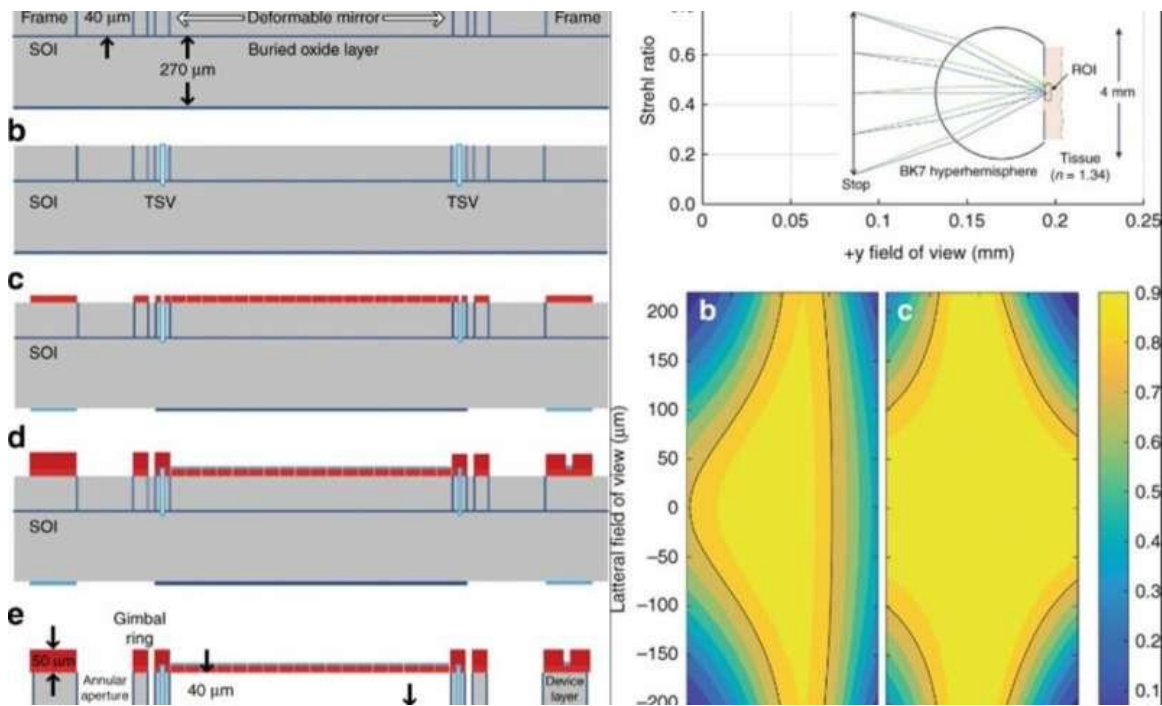 Frame 40 μm Deformable mirror Frame
SOI Buried oxide layer
270 μm
b
SOI TSV TSV
c
SOI
d
SOI
e
Gimbal
ring
50 μm
Annular
aperture
40 μm
Device
layer
Strehl ratio
0.6
0.4
0.2
0.0
0 0.05 0.1 0.15 0.2 0.25
+y field of view (mm)
ROI
4 mm
Tissue
(n = 1.34)
BK7 hyperhemisphere
Stop
b c
Latteral field of view (μm)
200
150
100
50
0
−50
−100
−150
−200
0.9
0.8
0.7
0.6
0.5
0.4
0.3
0.2
0.1